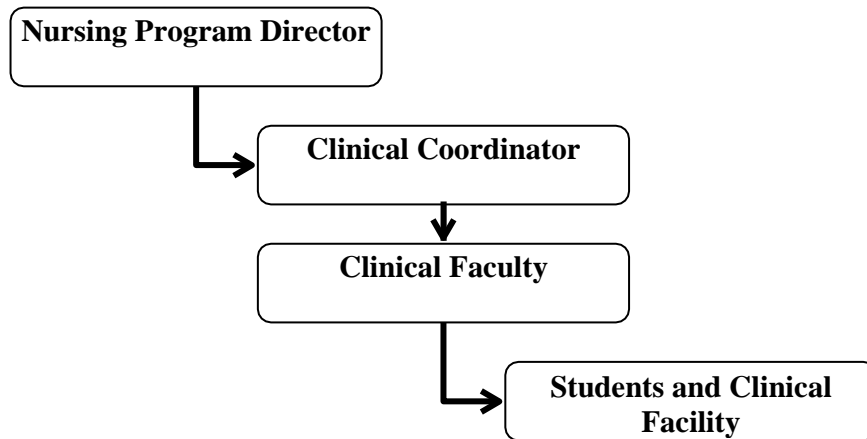 Nursing Program Director
Clinical Coordinator
Clinical Faculty
Students and Clinical
Facility